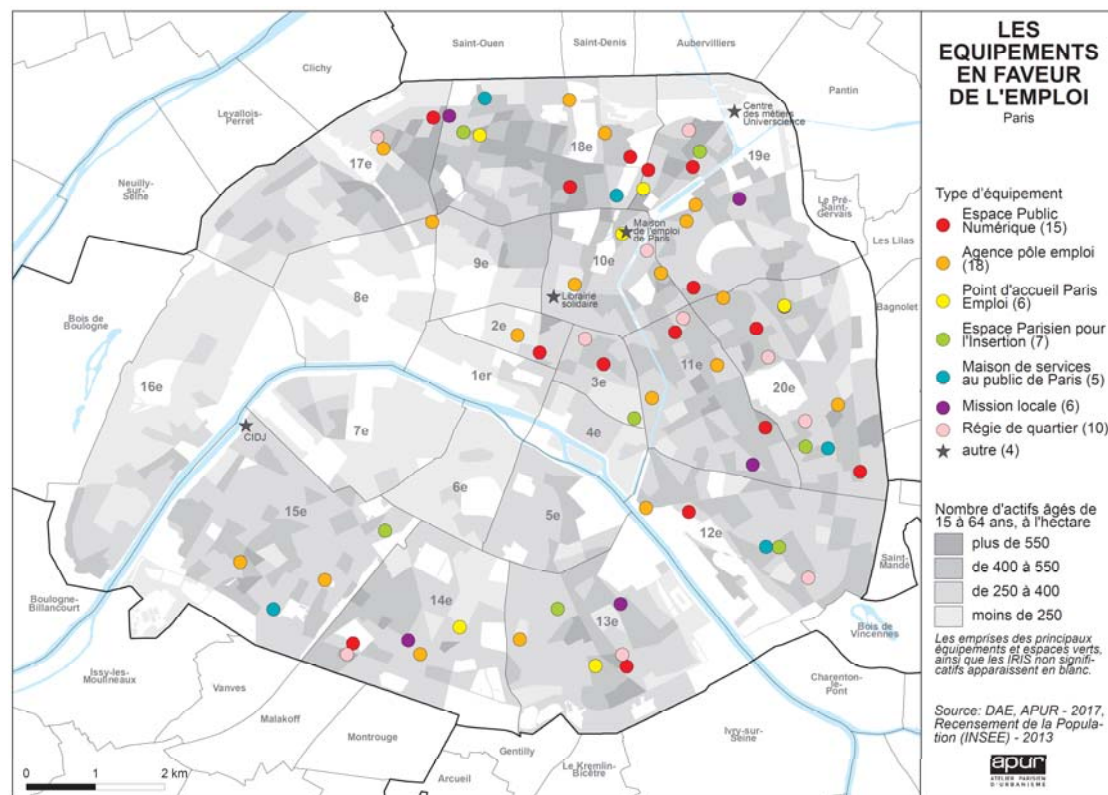 LES
EQUIPEMENTS
EN FAVEUR
DE L'EMPLOI
Paris
Type d'équipement
Espace Public
Numérique (15)
Agence pôle emploi
(18)
Point d'accueil Paris
Emploi (6)
Espace Parisien pour
l'Insertion (7)
Maison de services
au public de Paris (5)
Mission locale (6)
Régie de quartier (10)
autre (4)
Nombre d'actifs âgés de
15 à 64 ans, à l'hectare
plus de 550
de 400 à 550
de 250 à 400
moins de 250
Les emprises des principaux
équipements et espaces verts,
ainsi que les IRIS non signifi-
catifs apparaissent en blanc.
Source: DAE, APUR - 2017,
Recensement de la Popula-
tion (INSEE) - 2013
apur
ATELIER PARISIEN
D'URBANISME
Saint-Ouen
Saint-Denis
Aubervilliers
Clichy
Pantin
Levallois-
Perret
Centre
des métiers
Universcience
18e
17e
19e
Neuilly-
sur-
Seine
Le Pré-
Saint-
Gervais
Les Lilas
Maison
de l'emploi
de Paris
9e
10e
8e
Librairie
solidaire
Bagnolet
Bois de
Boulogne
2e
1er
3e
11e
16e
20e
7e
4e
CIDJ
6e
5e
15e
12e
Saint-
Mandé
Boulogne-
Billancourt
14e
13e
Bois de
Vincennes
Issy-les-
Moulineaux
Vanves
Charenton-
le-Pont
Malakoff
Montrouge
Gentilly
Ivry-sur-
Seine
Arcueil
Le Kremlin-
Bicêtre
0 1 2 km